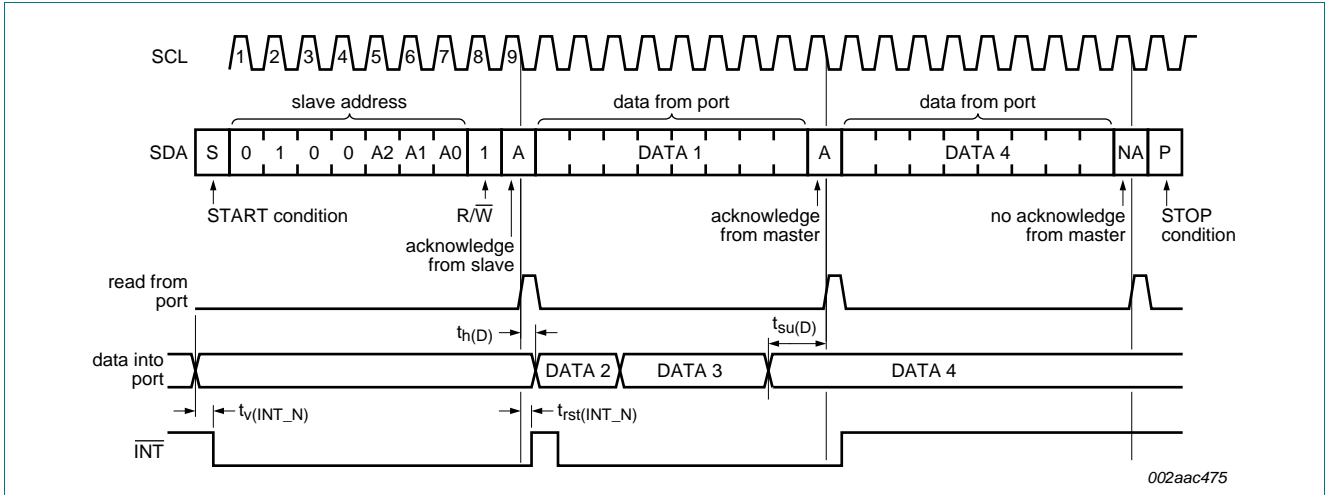 SCL 1 2 3 4 5 6 7 8 9
slave address data from port data from port
SDA S 0 1 0 0 A2 A1 A0 1 A DATA 1 A DATA 4 NA P
START condition
R/W̅
acknowledge
from slave
acknowledge
from master
no acknowledge
from master
STOP
condition
read from
port
th(D)
tsu(D)
data into
port
DATA 2 DATA 3 DATA 4
tv(INT_N)
trst(INT_N)
I̅N̅T̅
002aac475